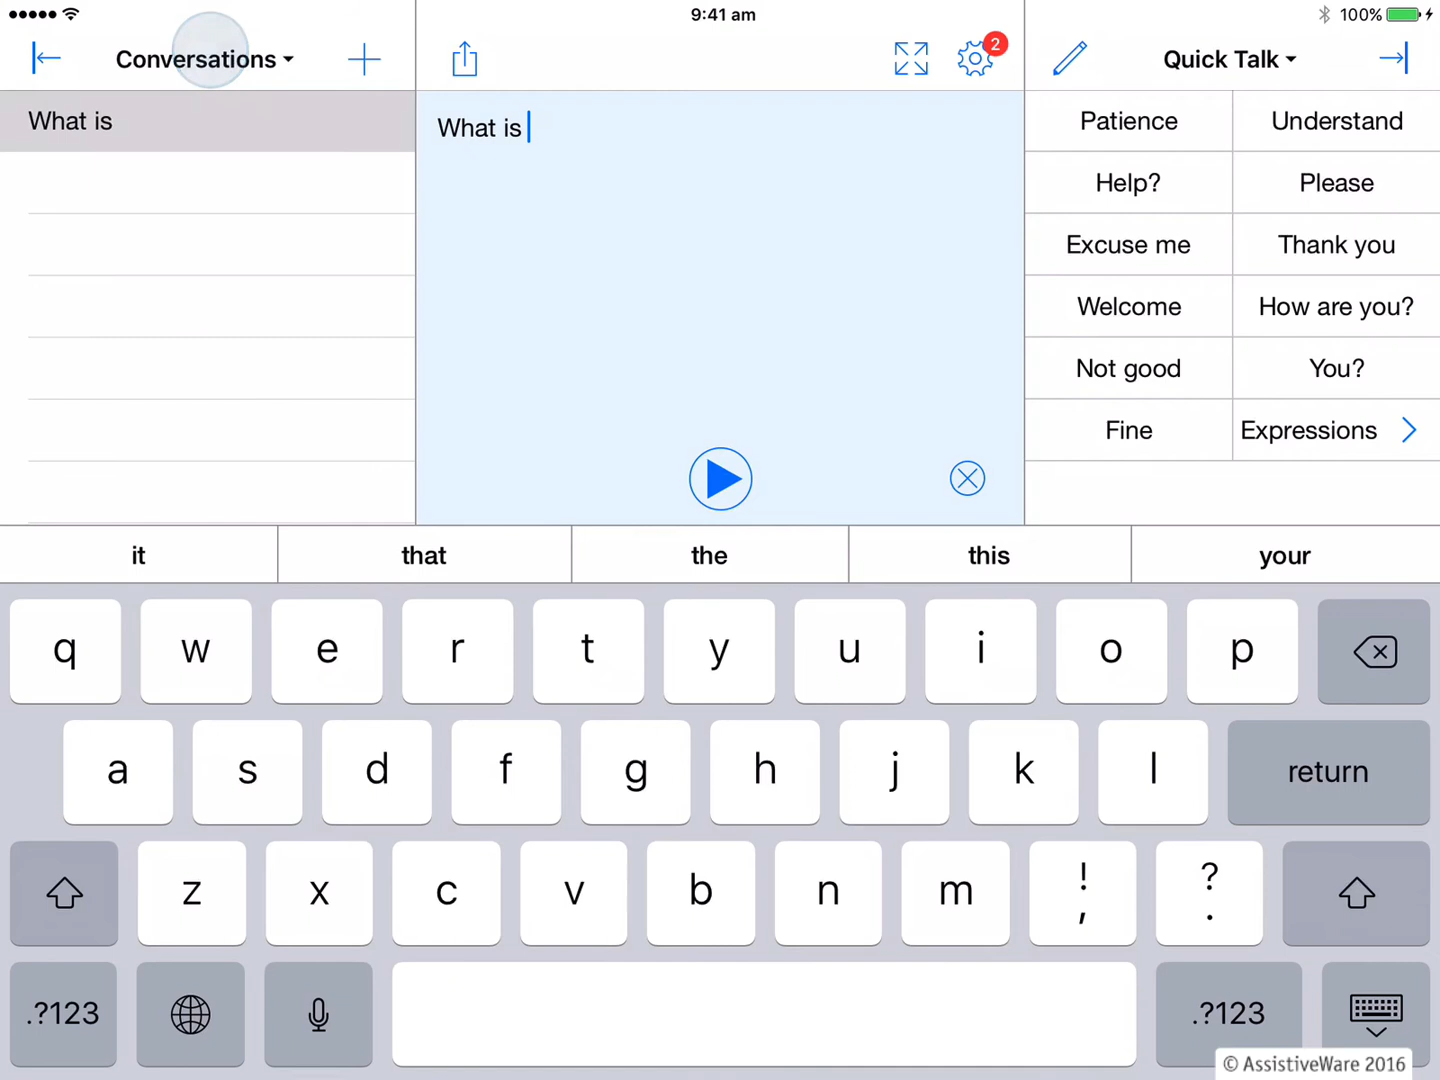 9:41 am
100%
Conversations
2
Quick Talk
What is
What is
Patience
Understand
Help?
Please
Excuse me
Thank you
Welcome
How are you?
Not good
You?
Fine
Expressions
it
that
the
this
your
q w e r t y u i o p
a s d f g h j k l return
z x c v b n m ! , ? .
.?123
.?123
© AssistiveWare 2016